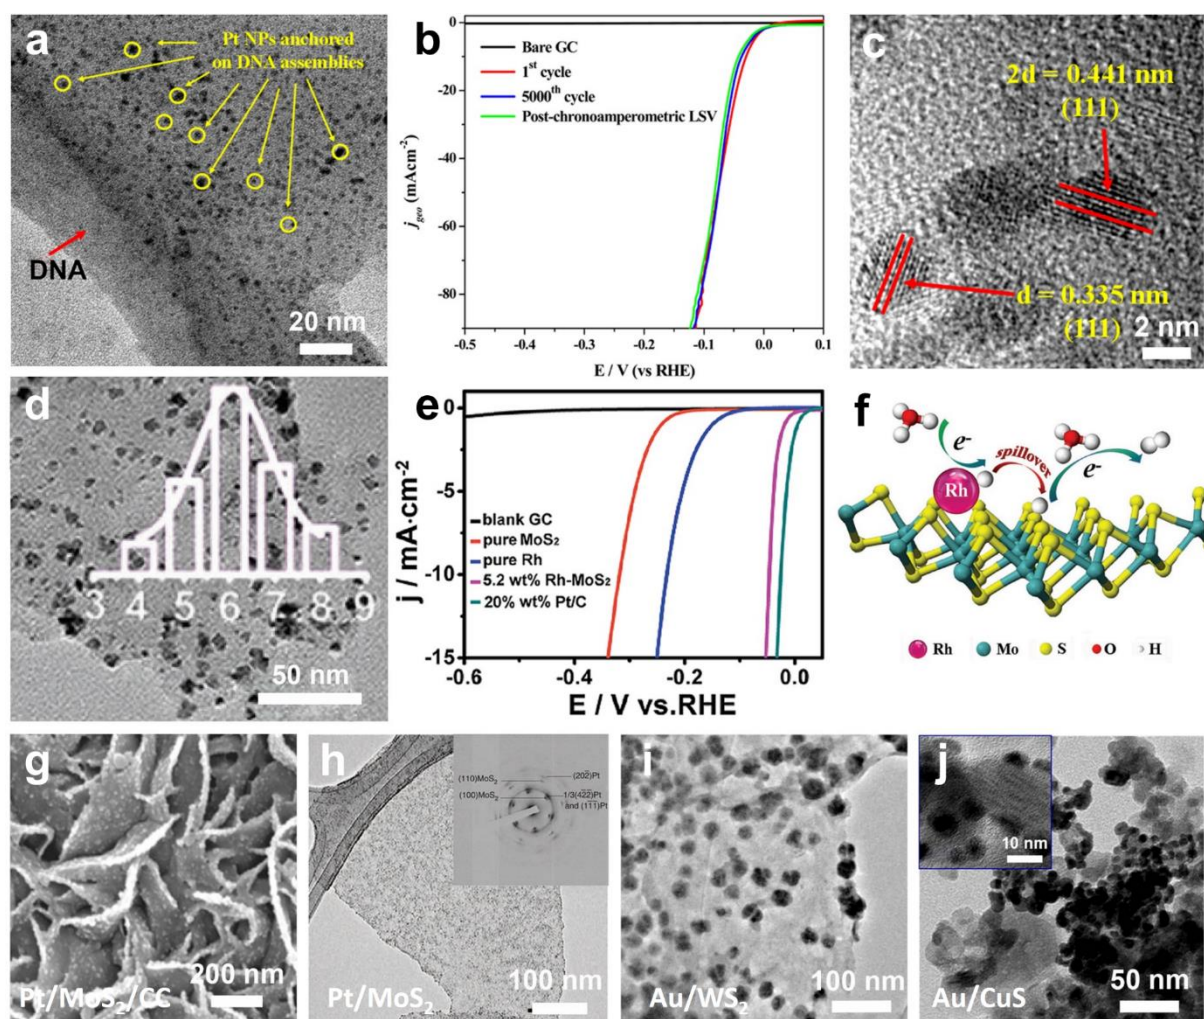 a
Pt NPs anchored
on DNA assemblies
DNA
20 nm
b
0
-20
-40
-60
-80
j geo (mAcm-2)
Bare GC
1st cycle
5000th cycle
Post-chronoamperometric LSV
-0.5 -0.4 -0.3 -0.2 -0.1 0.0 0.1
E / V (vs RHE)
c
2d = 0.441 nm
(111)
d = 0.335 nm
(111)
2 nm
d
3 4 5 6 7 8 9
50 nm
e
0
-5
-10
-15
j / mA·cm-2
blank GC
pure MoS2
pure Rh
5.2 wt% Rh-MoS2
20% wt% Pt/C
-0.6 -0.4 -0.2 0.0
E / V vs.RHE
f
e-
spillover
e-
Rh
Rh Mo S O H
g
200 nm
Pt/MoS2/CC
h
(110)MoS2
(100)MoS2
(202̄)Pt
1/3(42̄2̄)Pt
and (11̄1̄)Pt
100 nm
Pt/MoS2
i
100 nm
Au/WS2
j
10 nm
50 nm
Au/CuS